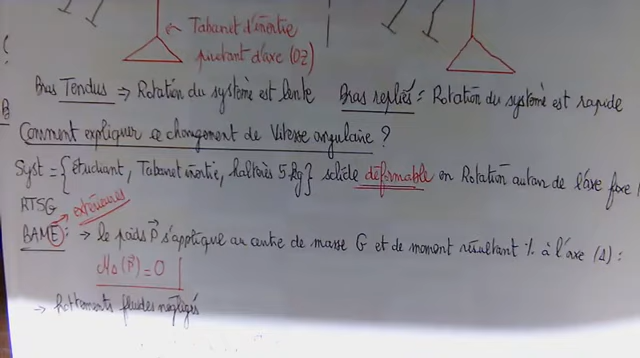 Tabouret d'inertie
pivotant d'axe (OZ)
Bras Tendus => Rotation du système est lente
Bras repliés = Rotation du système est rapide
B
Comment expliquer ce changement de Vitesse angulaire ?
Syst = {étudiant, Tabouret inertie, haltères 5 kg} solide déformable en Rotation autour de l'axe fixe
RTSG
extérieures
BAME : → le poids P⃗ s'applique au centre de masse G et de moment résultant % à l'axe (Δ) :
M_Δ(P⃗) = 0
→ frottements fluides négligés